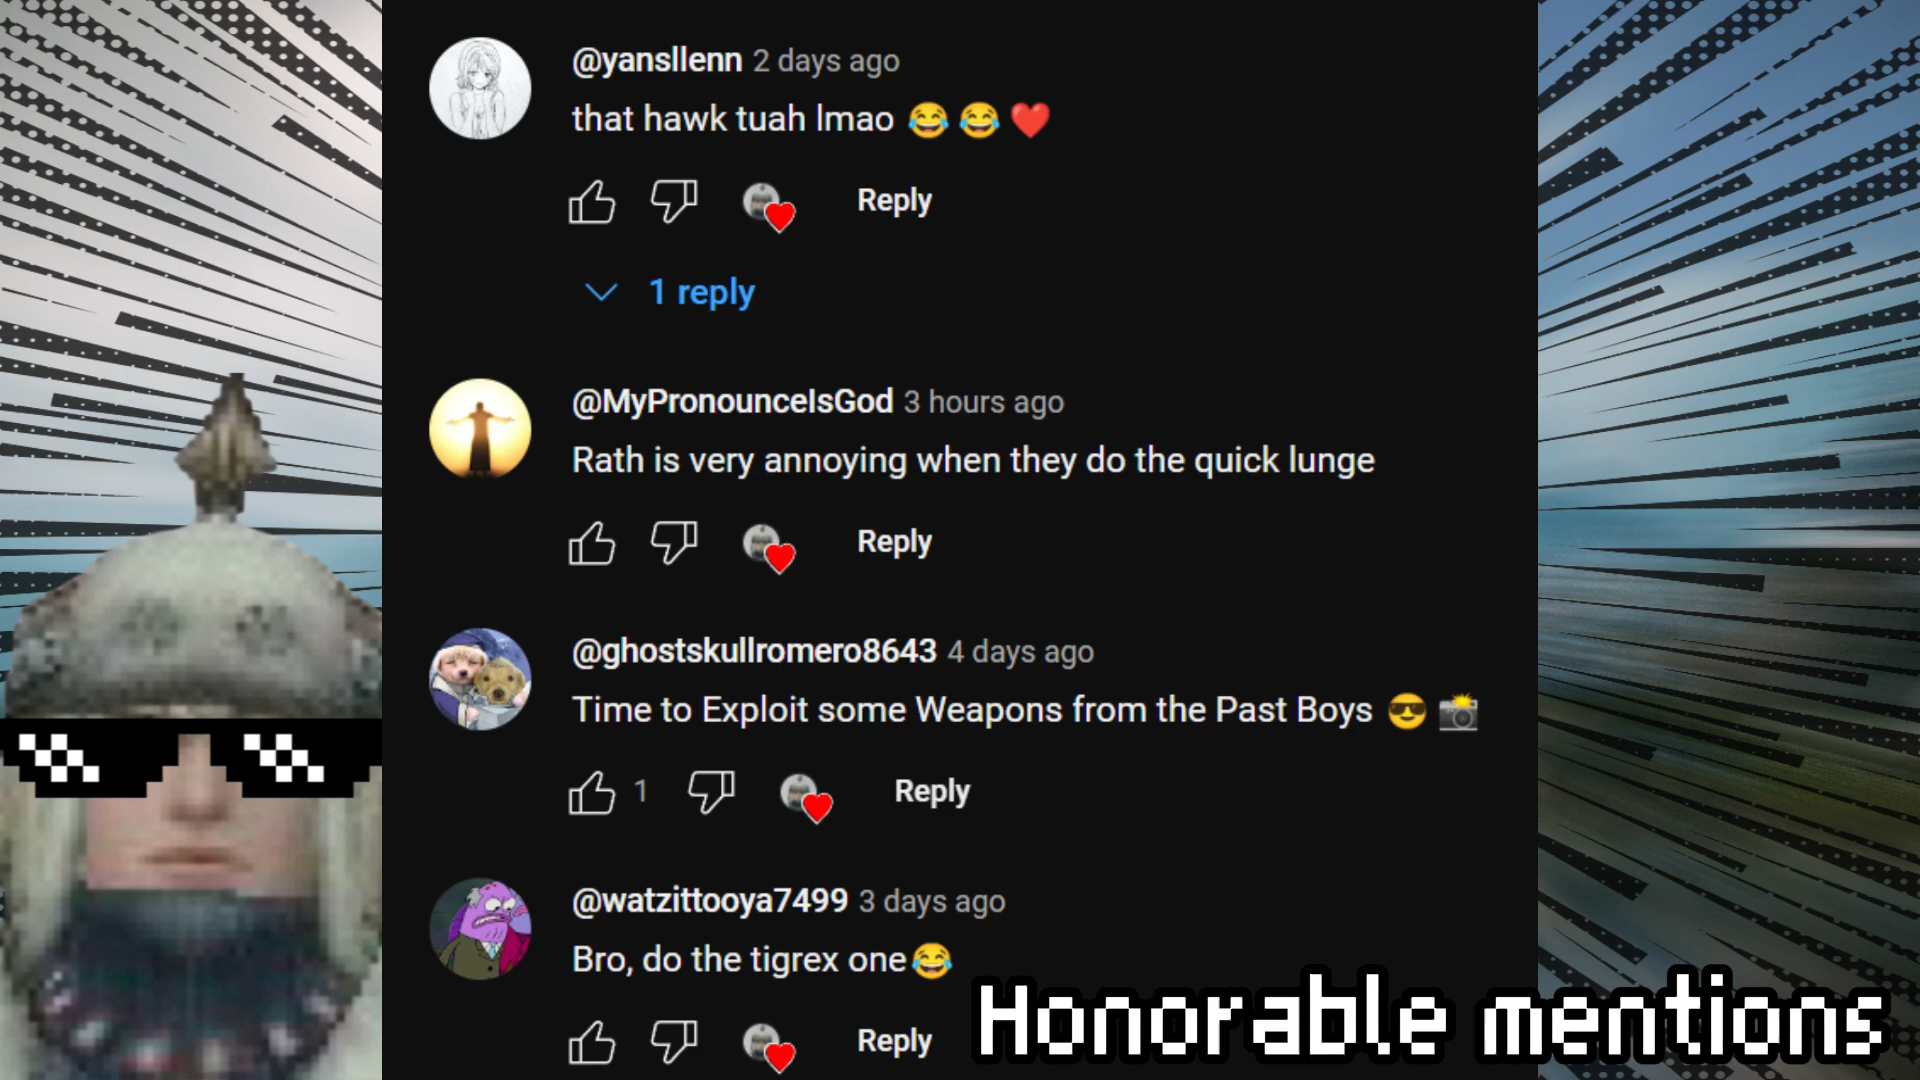 @yansllenn 2 days ago
that hawk tuah lmao 😂 😂 ❤️
Reply
1 reply
@MyPronounceIsGod 3 hours ago
Rath is very annoying when they do the quick lunge
Reply
@ghostskullromero8643 4 days ago
Time to Exploit some Weapons from the Past Boys 😎 📸
1 Reply
@watzittooya7499 3 days ago
Bro, do the tigrex one😂
Reply
Honorable mentions